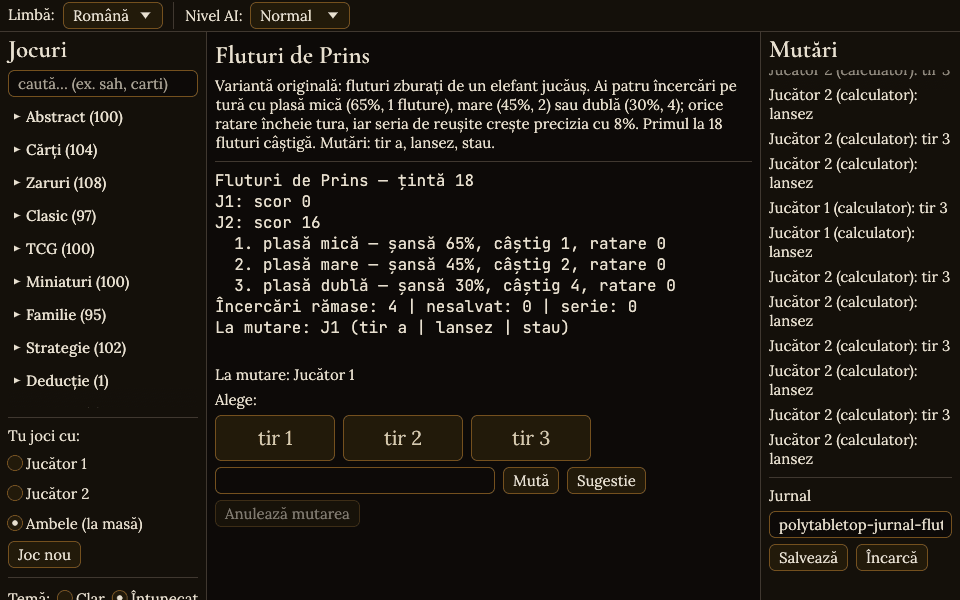 Limbă: Română ▼ Nivel AI: Normal ▼
Jocuri
caută... (ex. sah, carti)
▸ Abstract (100)
▸ Cărți (104)
▸ Zaruri (108)
▸ Clasic (97)
▸ TCG (100)
▸ Miniaturi (100)
▸ Familie (95)
▸ Strategie (102)
▸ Deducție (1)
Tu joci cu:
Jucător 1
Jucător 2
Ambele (la masă)
Joc nou
Temă: Clar Întunecat
Fluturi de Prins
Variantă originală: fluturi zburați de un elefant jucăuș. Ai patru încercări pe
tură cu plasă mică (65%, 1 fluture), mare (45%, 2) sau dublă (30%, 4); orice
ratare încheie tura, iar seria de reușite crește precizia cu 8%. Primul la 18
fluturi câștigă. Mutări: tir a, lansez, stau.
Fluturi de Prins — țintă 18
J1: scor 0
J2: scor 16
1. plasă mică — șansă 65%, câștig 1, ratare 0
2. plasă mare — șansă 45%, câștig 2, ratare 0
3. plasă dublă — șansă 30%, câștig 4, ratare 0
Încercări rămase: 4 | nesalvat: 0 | serie: 0
La mutare: J1 (tir a | lansez | stau)
La mutare: Jucător 1
Alege:
tir 1 tir 2 tir 3
Mută Sugestie
Anulează mutarea
Mutări
Jucător 2 (calculator): tir 3
Jucător 2 (calculator):
lansez
Jucător 2 (calculator): tir 3
Jucător 2 (calculator):
lansez
Jucător 1 (calculator): tir 3
Jucător 1 (calculator):
lansez
Jucător 2 (calculator): tir 3
Jucător 2 (calculator):
lansez
Jucător 2 (calculator): tir 3
Jucător 2 (calculator):
lansez
Jucător 2 (calculator): tir 3
Jucător 2 (calculator):
lansez
Jurnal
polytabletop-jurnal-flut
Salvează Încarcă